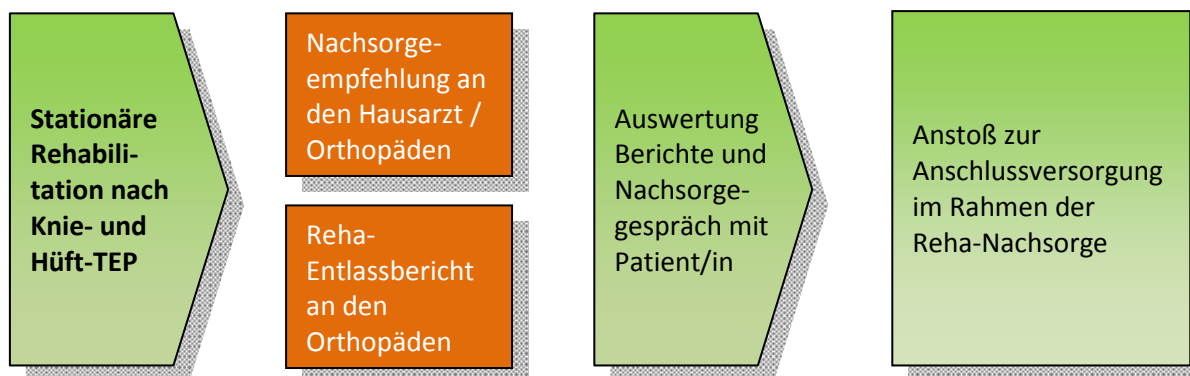 Stationäre
Rehabili-
tation nach
Knie- und
Hüft-TEP
Nachsorge-
empfehlung an
den Hausarzt /
Orthopäden
Reha-
Entlassbericht
an den
Orthopäden
Auswertung
Berichte und
Nachsorge-
gespräch mit
Patient/in
Anstoß zur
Anschlussversorgung
im Rahmen der
Reha-Nachsorge